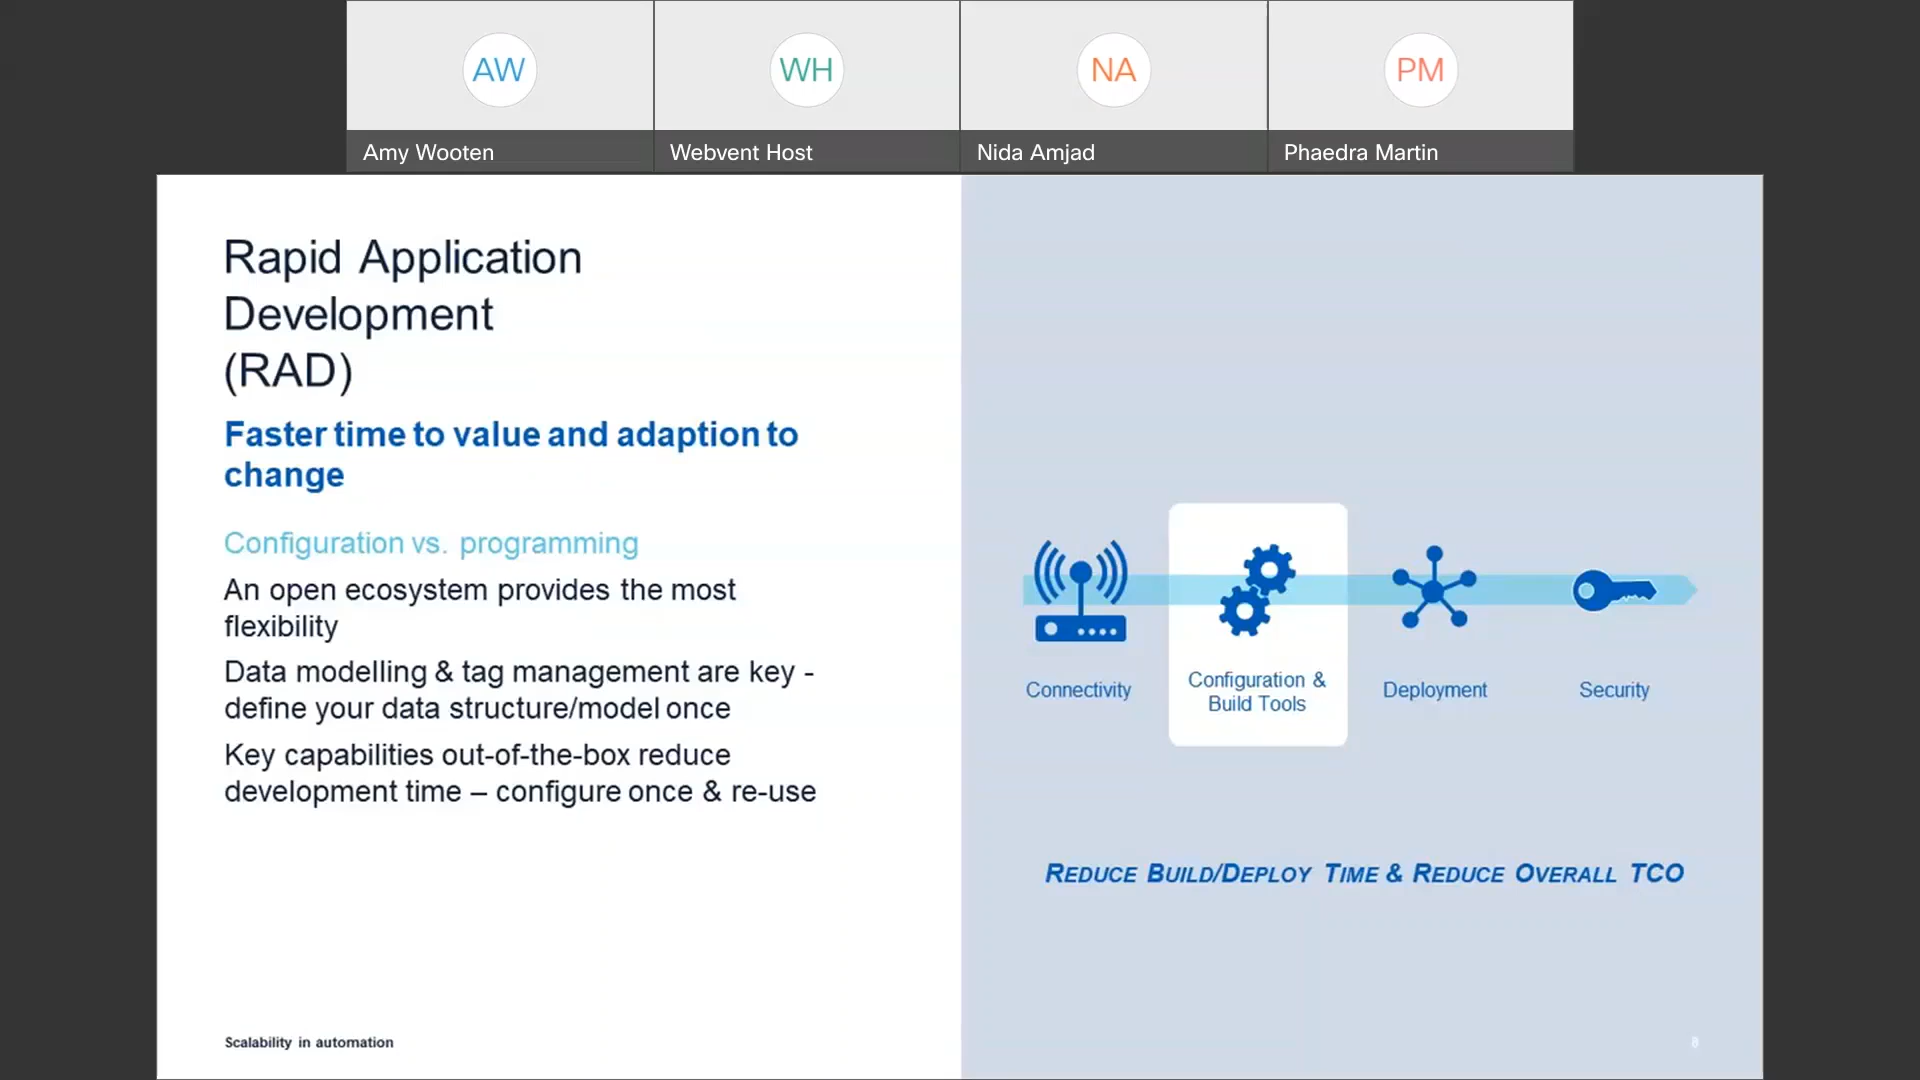 AW
WH
NA
PM
Amy Wooten
Webvent Host
Nida Amjad
Phaedra Martin
Rapid Application
Development
(RAD)
Faster time to value and adaption to
change
Configuration vs. programming
An open ecosystem provides the most
flexibility
Data modelling & tag management are key -
define your data structure/model once
Key capabilities out-of-the-box reduce
development time – configure once & re-use
Connectivity
Configuration &
Build Tools
Deployment
Security
REDUCE BUILD/DEPLOY TIME & REDUCE OVERALL TCO
Scalability in automation
8